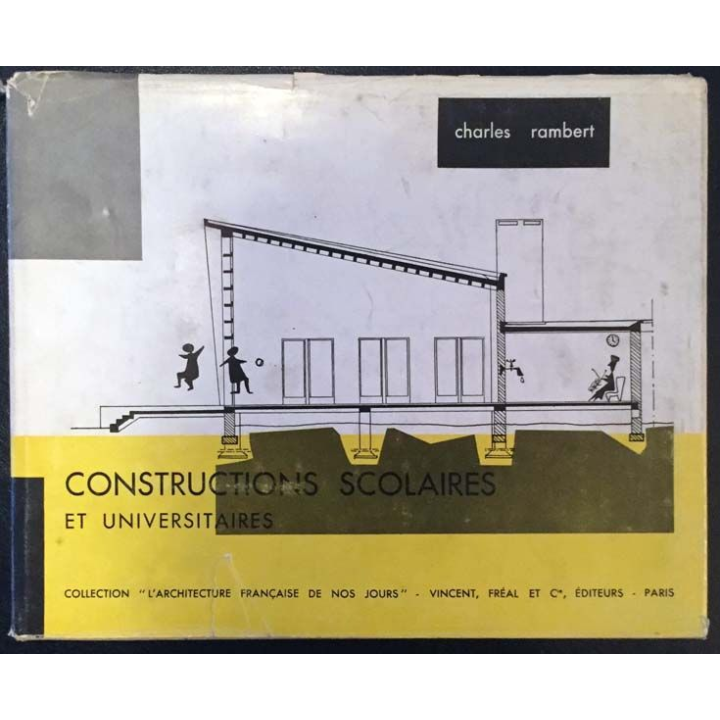 charles rambert
CONSTRUCTIONS SCOLAIRES
ET UNIVERSITAIRES
COLLECTION "L'ARCHITECTURE FRANÇAISE DE NOS JOURS" - VINCENT, FRÉAL ET Cie, ÉDITEURS - PARIS